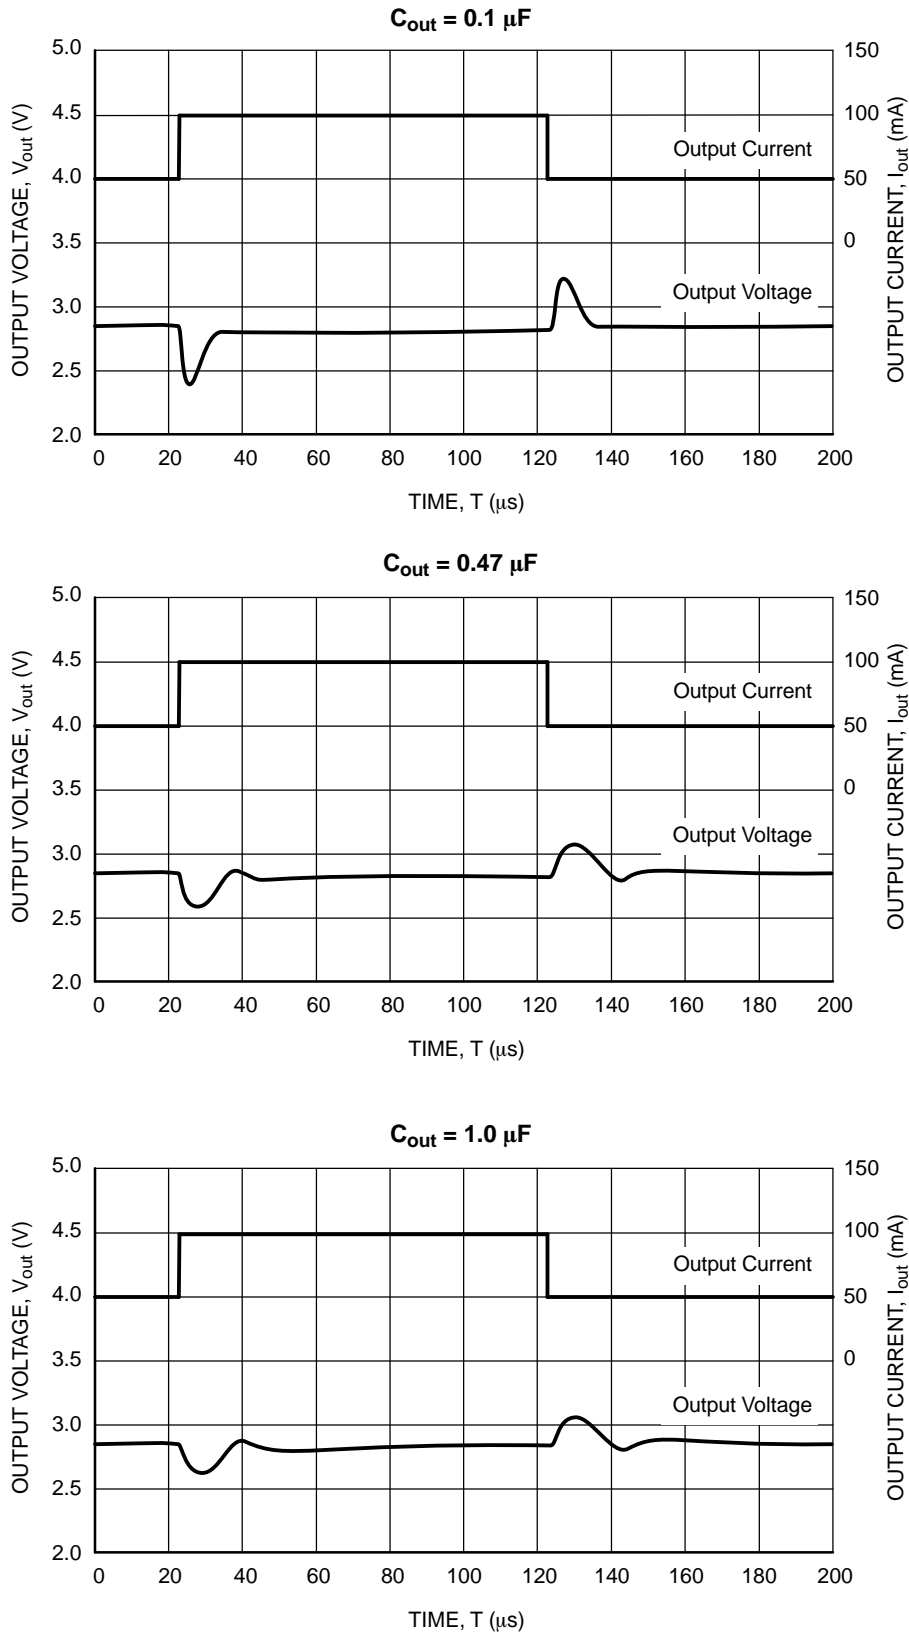 Cout = 0.1 μF
5.0
4.5
4.0
3.5
3.0
2.5
2.0
OUTPUT VOLTAGE, Vout (V)
150
100
50
0
OUTPUT CURRENT, Iout (mA)
Output Current
Output Voltage
0 20 40 60 80 100 120 140 160 180 200
TIME, T (μs)
Cout = 0.47 μF
5.0
4.5
4.0
3.5
3.0
2.5
2.0
OUTPUT VOLTAGE, Vout (V)
150
100
50
0
OUTPUT CURRENT, Iout (mA)
Output Current
Output Voltage
0 20 40 60 80 100 120 140 160 180 200
TIME, T (μs)
Cout = 1.0 μF
5.0
4.5
4.0
3.5
3.0
2.5
2.0
OUTPUT VOLTAGE, Vout (V)
150
100
50
0
OUTPUT CURRENT, Iout (mA)
Output Current
Output Voltage
0 20 40 60 80 100 120 140 160 180 200
TIME, T (μs)